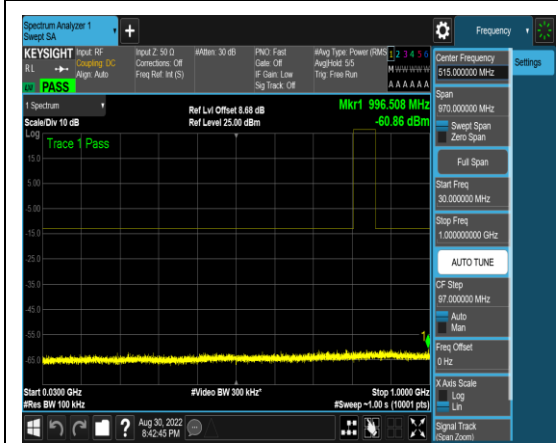 Spectrum Analyzer 1
Swept SA
+
Frequency
KEYSIGHT
RL
PASS
Input: RF
Coupling: DC
Align: Auto
Input Z: 50 Ω
Corrections: Off
Freq Ref: Int (S)
#Atten: 30 dB
PNO: Fast
Gate: Off
IF Gain: Low
Sig Track: Off
#Avg Type: Power (RMS
Avg|Hold: 5/5
Trig: Free Run
1 2 3 4 5 6
M W W W W W
A A A A A A
1 Spectrum
Scale/Div 10 dB
Ref Lvl Offset 8.68 dB
Ref Level 25.00 dBm
Mkr1 996.508 MHz
-60.86 dBm
Log
Trace 1 Pass
15.0
5.00
-5.00
-15.0
-25.0
-35.0
-45.0
-55.0
-65.0
1
Start 0.0300 GHz
#Res BW 100 kHz
#Video BW 300 kHz*
Stop 1.0000 GHz
#Sweep ~1.00 s (10001 pts)
Center Frequency
515.000000 MHz
Settings
Span
970.000000 MHz
Swept Span
Zero Span
Full Span
Start Freq
30.000000 MHz
Stop Freq
1.000000000 GHz
AUTO TUNE
CF Step
97.000000 MHz
Auto
Man
Freq Offset
0 Hz
X Axis Scale
Log
Lin
Signal Track
(Span Zoom)
?
Aug 30, 2022
8:42:45 PM